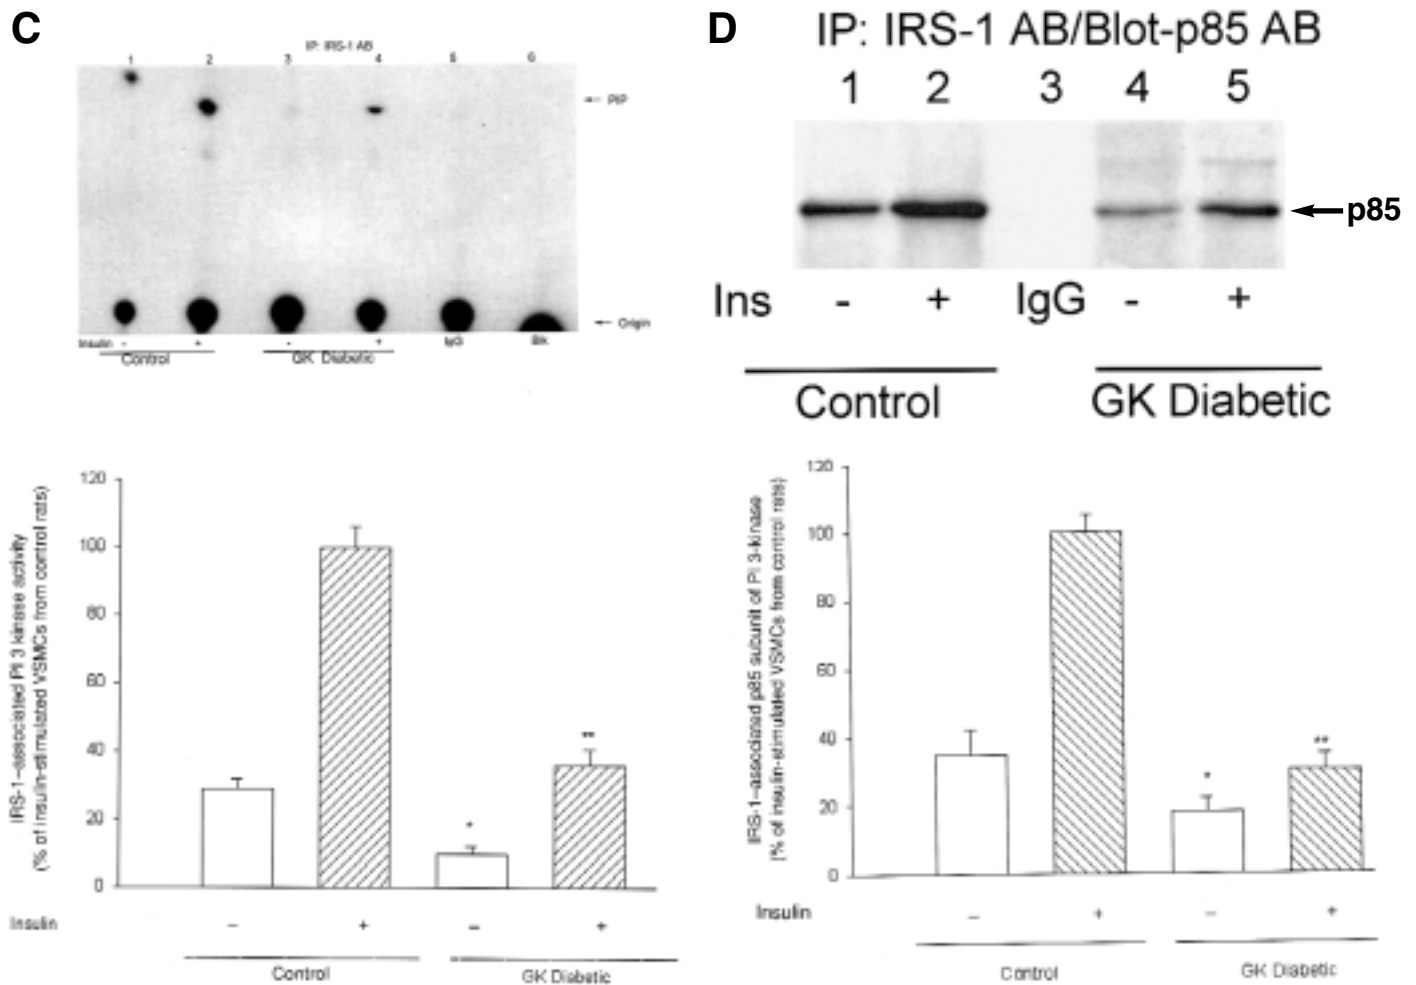 C
IP: IRS-1 AB
1 2 3 4 5 6
PIP
Origin
Insulin - + - + IgG Blk
Control GK Diabetic
120
100
80
60
40
20
0
IRS-1-associated PI 3 kinase activity
(% of insulin-stimulated VSMCs from control rats)
*
**
Insulin - + - +
Control GK Diabetic
D
IP: IRS-1 AB/Blot-p85 AB
1 2 3 4 5
p85
Ins - + IgG - +
Control GK Diabetic
120
100
80
60
40
20
0
IRS-1-associated p85 subunit of PI 3-kinase
(% of insulin-stimulated VSMCs from control rats)
*
Insulin - + - +
Control GK Diabetic